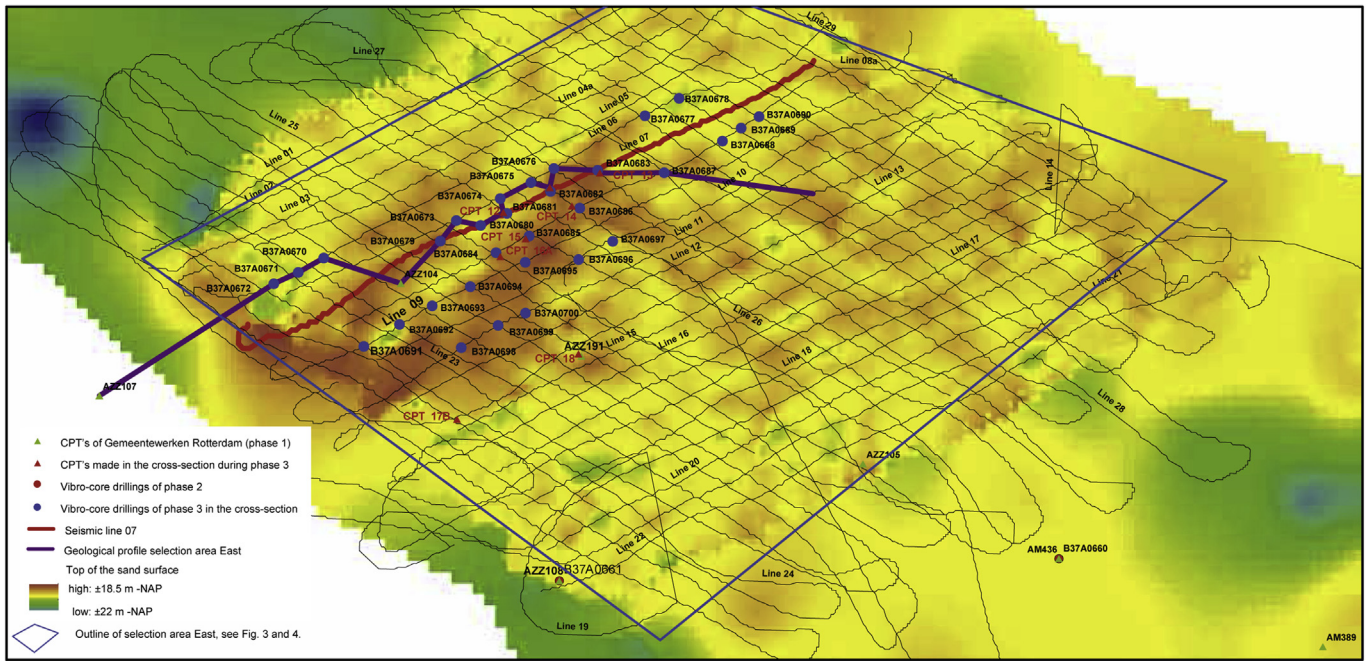 Line 29
Line 27
Line 08a
Line 04a
Line 05
B37A0678
Line 25
B37A0677
B37A0690
Line 06
B37A0689
Line 07
B37A0688
Line 01
B37A0676
B37A0683
Line 14
B37A0675
B37A0687
Line 13
Line 02
Line 10
B37A0674
B37A0682
Line 03
CPT 12
B37A0681
CPT 14
B37A0686
B37A0673
B37A0680
Line 11
CPT 15
B37A0685
B37A0697
B37A0679
Line 17
B37A0670
B37A0684
Line 12
B37A0696
B37A0671
B37A0695
AZZ104
Line 21
B37A0672
B37A0694
Line 09
B37A0693
B37A0700
Line 26
B37A0692
B37A0699
Line 15
Line 16
B37A0691
Line 23
B37A0698
AZZ191
CPT 18
Line 18
AZZ107
Line 28
CPT 17B
CPT's of Gemeentewerken Rotterdam (phase 1)
CPT's made in the cross-section during phase 3
Vibro-core drillings of phase 2
Vibro-core drillings of phase 3 in the cross-section
Seismic line 07
Geological profile selection area East
Top of the sand surface
high: ±18.5 m -NAP
low: ±22 m -NAP
Outline of selection area East, see Fig. 3 and 4.
AZZ105
Line 20
Line 22
AM436 B37A0660
AZZ108 B37A0661
Line 24
Line 19
AM389